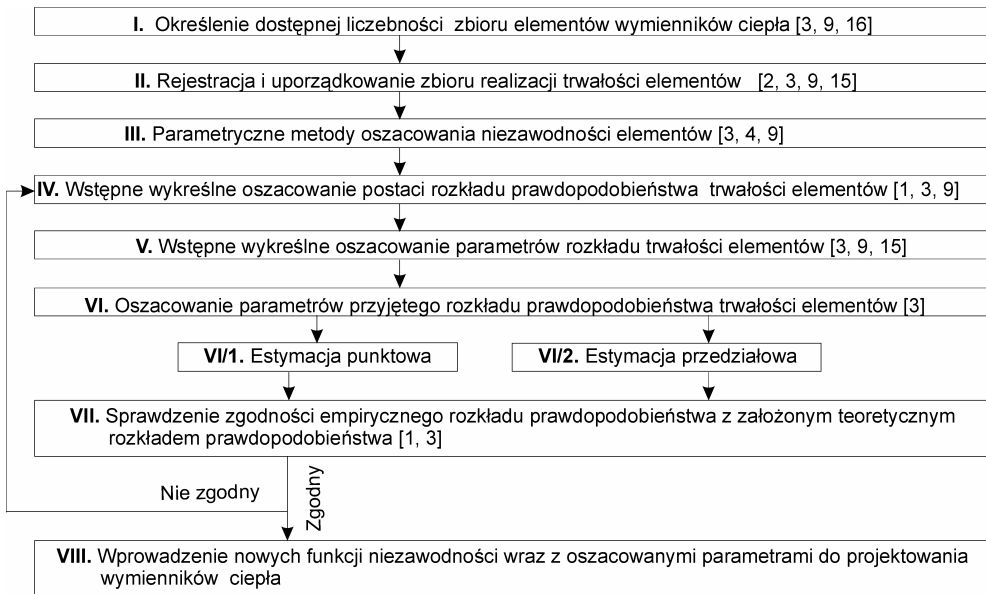 I. Określenie dostępnej liczebności zbioru elementów wymienników ciepła [3, 9, 16]
II. Rejestracja i uporządkowanie zbioru realizacji trwałości elementów [2, 3, 9, 15]
III. Parametryczne metody oszacowania niezawodności elementów [3, 4, 9]
IV. Wstępne wykreślne oszacowanie postaci rozkładu prawdopodobieństwa trwałości elementów [1, 3, 9]
V. Wstępne wykreślne oszacowanie parametrów rozkładu trwałości elementów [3, 9, 15]
VI. Oszacowanie parametrów przyjętego rozkładu prawdopodobieństwa trwałości elementów [3]
VI/1. Estymacja punktowa
VI/2. Estymacja przedziałowa
VII. Sprawdzenie zgodności empirycznego rozkładu prawdopodobieństwa z założonym teoretycznym
rozkładem prawdopodobieństwa [1, 3]
Nie zgodny
Zgodny
VIII. Wprowadzenie nowych funkcji niezawodności wraz z oszacowanymi parametrami do projektowania
wymienników ciepła